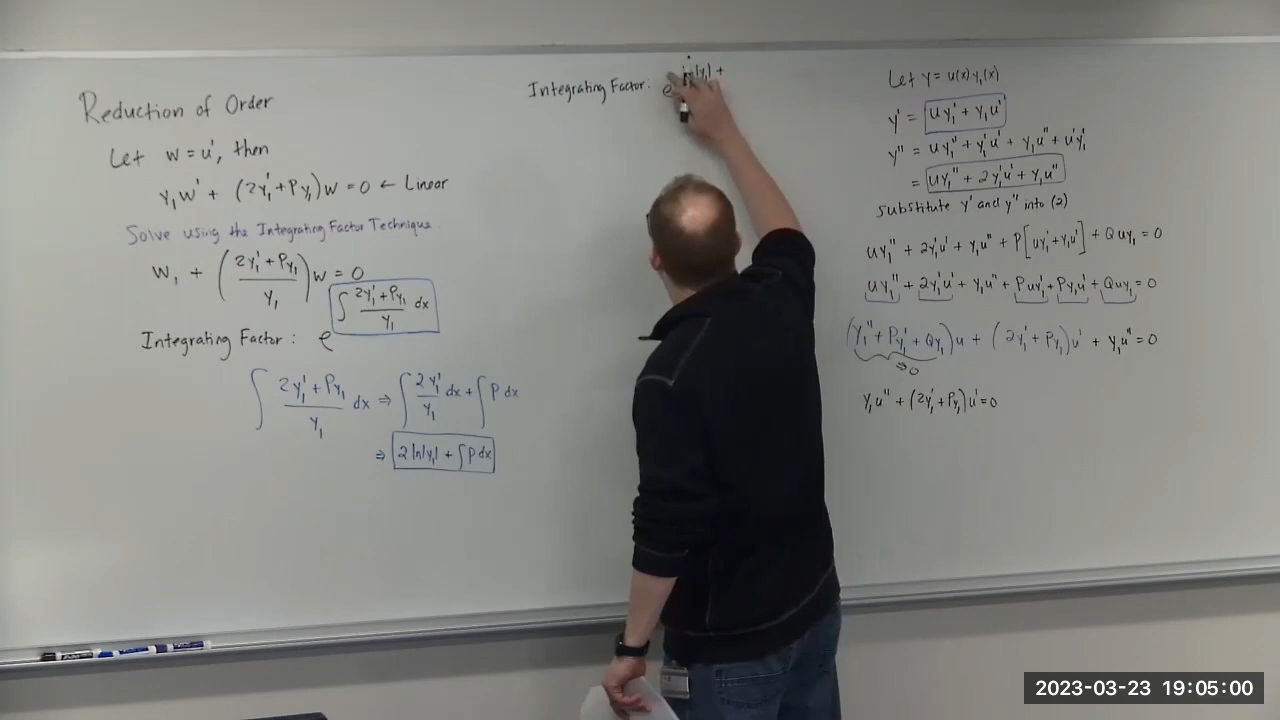 Reduction of Order
Let w = u', then
y₁w' + (2y₁' + Py₁)w = 0 ← Linear
Solve using the Integrating Factor Technique
w₁ + ((2y₁' + Py₁)/y₁)w = 0
Integrating Factor: e^∫ (2y₁' + Py₁)/y₁ dx
∫ (2y₁' + Py₁)/y₁ dx ⇒ ∫ 2y₁'/y₁ dx + ∫ P dx
⇒ 2 ln|y₁| + ∫ P dx
Integrating Factor: e ln|y₁| +
Let y = u(x) y₁(x)
y' = uy₁' + y₁u'
y" = uy₁" + y₁'u' + y₁u" + u'y₁'
= uy₁" + 2y₁'u' + y₁u"
substitute y' and y" into (2)
uy₁" + 2y₁'u' + y₁u" + P[uy₁' + y₁u'] + Quy₁ = 0
uy₁" + 2y₁'u' + y₁u" + Puy₁' + Py₁u' + Quy₁ = 0
(y₁" + Py₁' + Qy₁)u + (2y₁' + Py₁)u' + y₁u" = 0
⇒ 0
y₁u" + (2y₁' + Py₁)u' = 0
2023-03-23 19:05:00